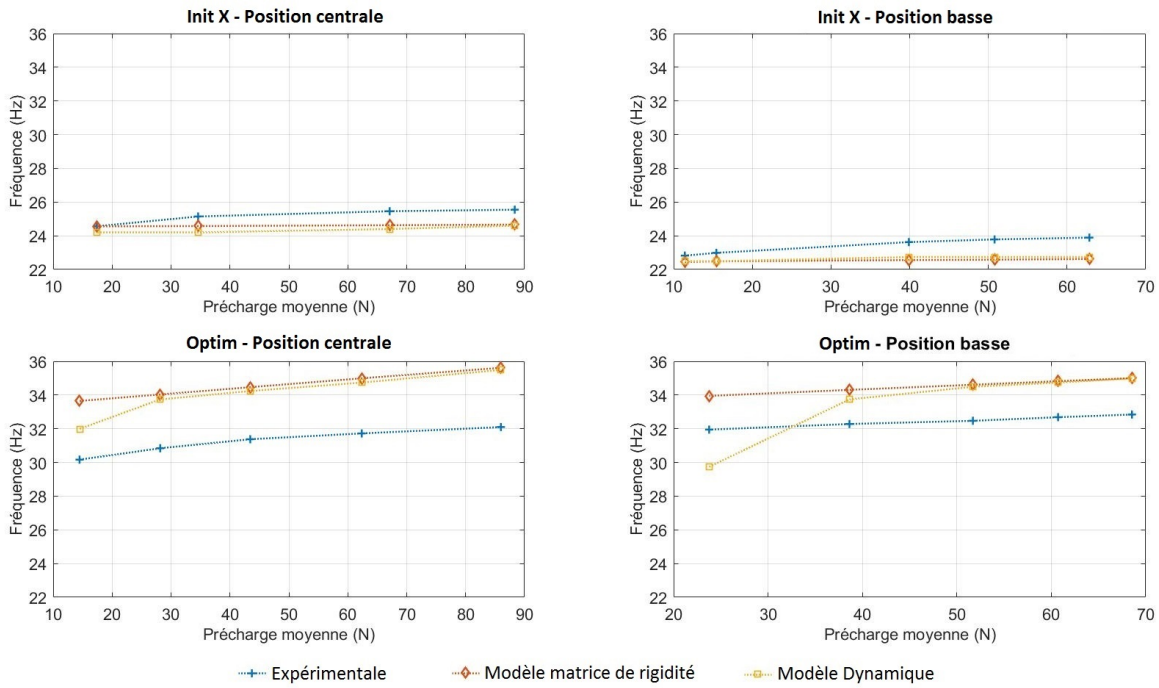 Init X - Position centrale
Fréquence (Hz)
36
34
32
30
28
26
24
22
10 20 30 40 50 60 70 80 90
Précharge moyenne (N)
Init X - Position basse
Fréquence (Hz)
36
34
32
30
28
26
24
22
10 20 30 40 50 60 70
Précharge moyenne (N)
Optim - Position centrale
Fréquence (Hz)
36
34
32
30
28
26
24
22
10 20 30 40 50 60 70 80 90
Précharge moyenne (N)
Optim - Position basse
Fréquence (Hz)
36
34
32
30
28
26
24
22
20 30 40 50 60 70
Précharge moyenne (N)
Expérimentale Modèle matrice de rigidité Modèle Dynamique